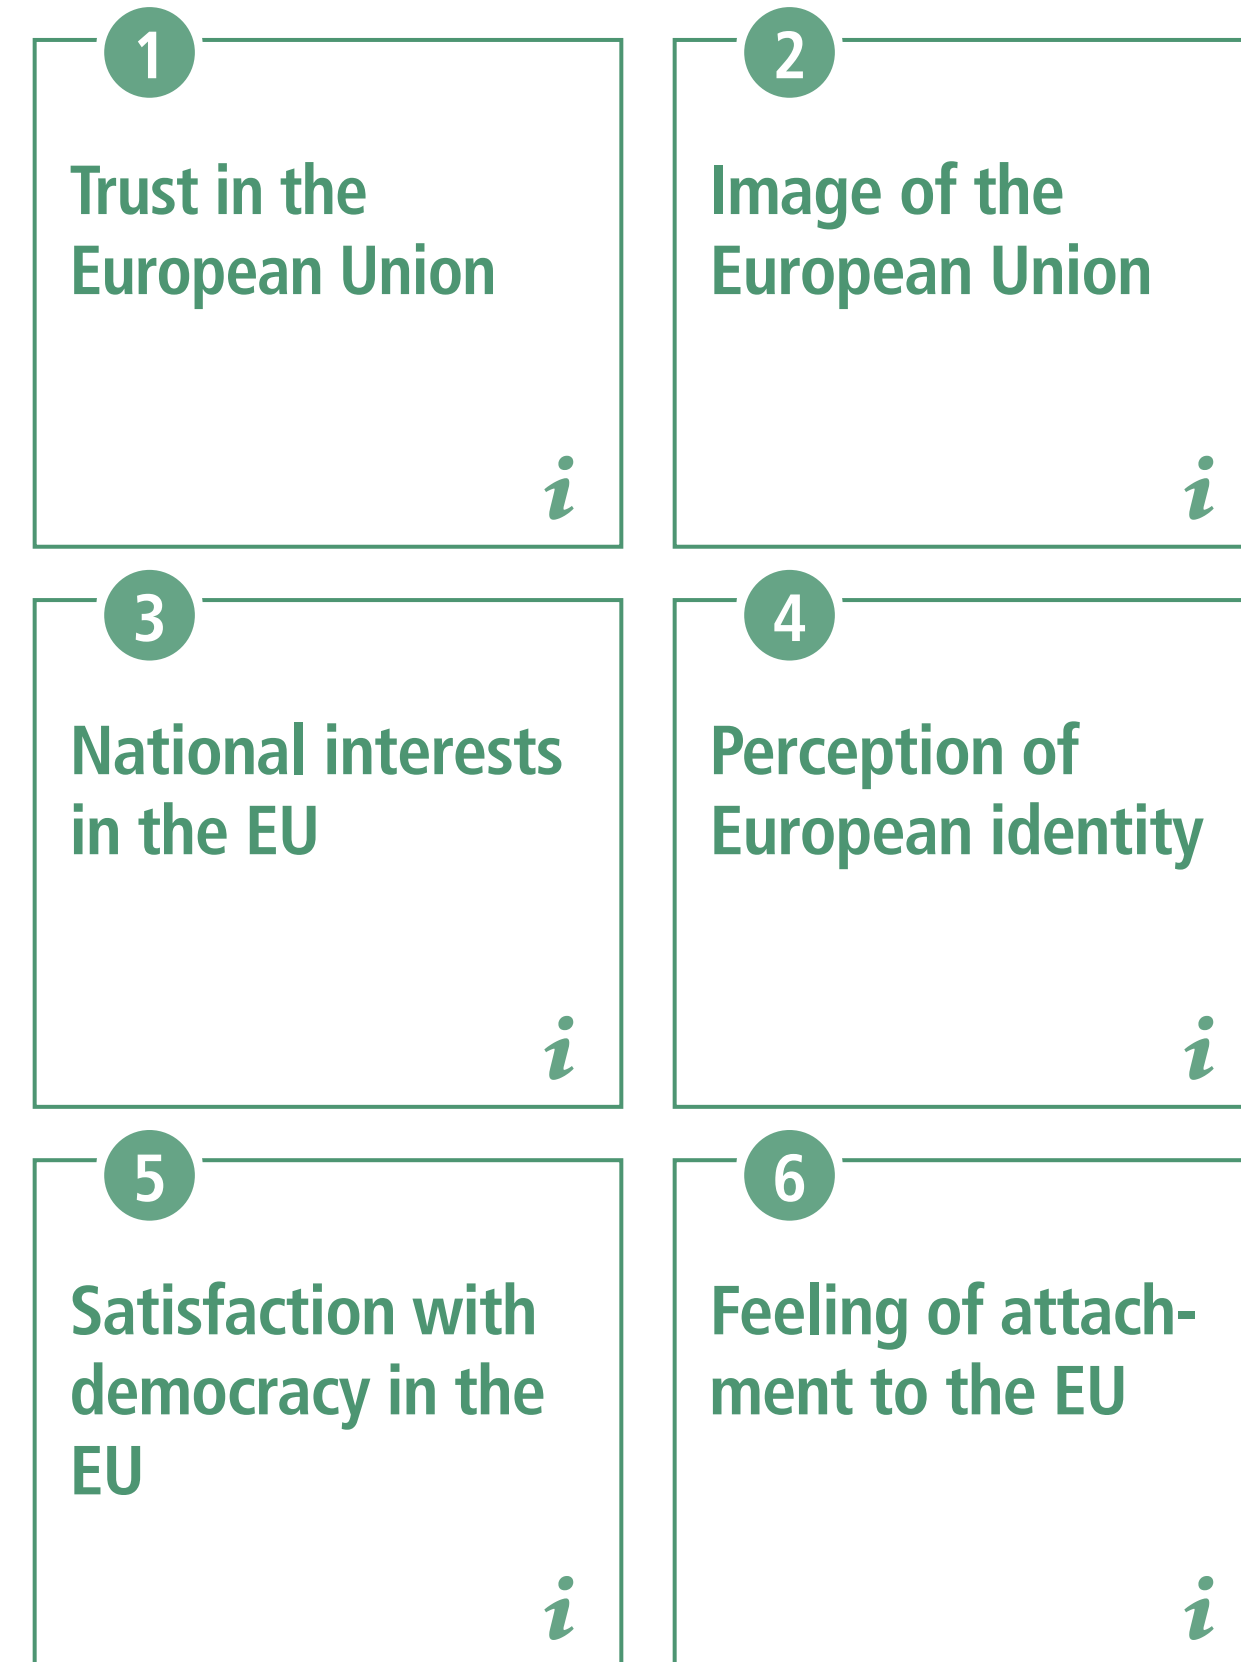 1
Trust in the
European Union
i
2
Image of the
European Union
i
3
National interests
in the EU
i
4
Perception of
European identity
i
5
Satisfaction with
democracy in the
EU
i
6
Feeling of attach-
ment to the EU
i